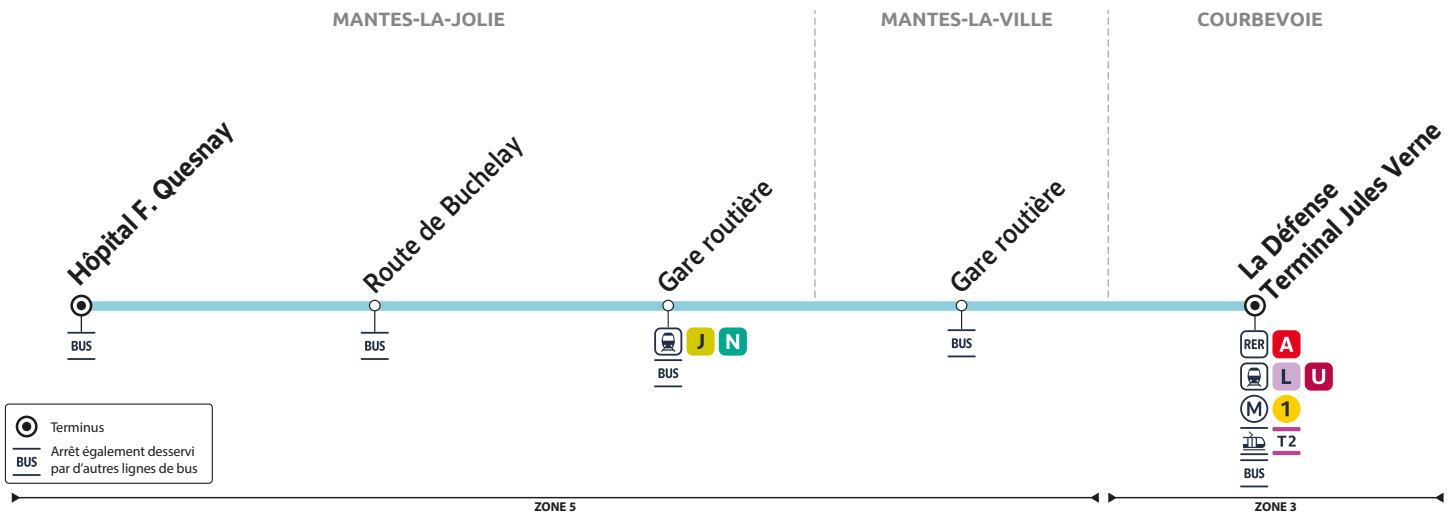 MANTES-LA-JOLIE
MANTES-LA-VILLE
COURBEVOIE
Hôpital F. Quesnay
Route de Buchelay
Gare routière
Gare routière
La Défense
Terminal Jules Verne
BUS
BUS
J N
BUS
BUS
RER A
L U
M 1
T2
BUS
Terminus
BUS
Arrêt également desservi
par d'autres lignes de bus
ZONE 5
ZONE 3